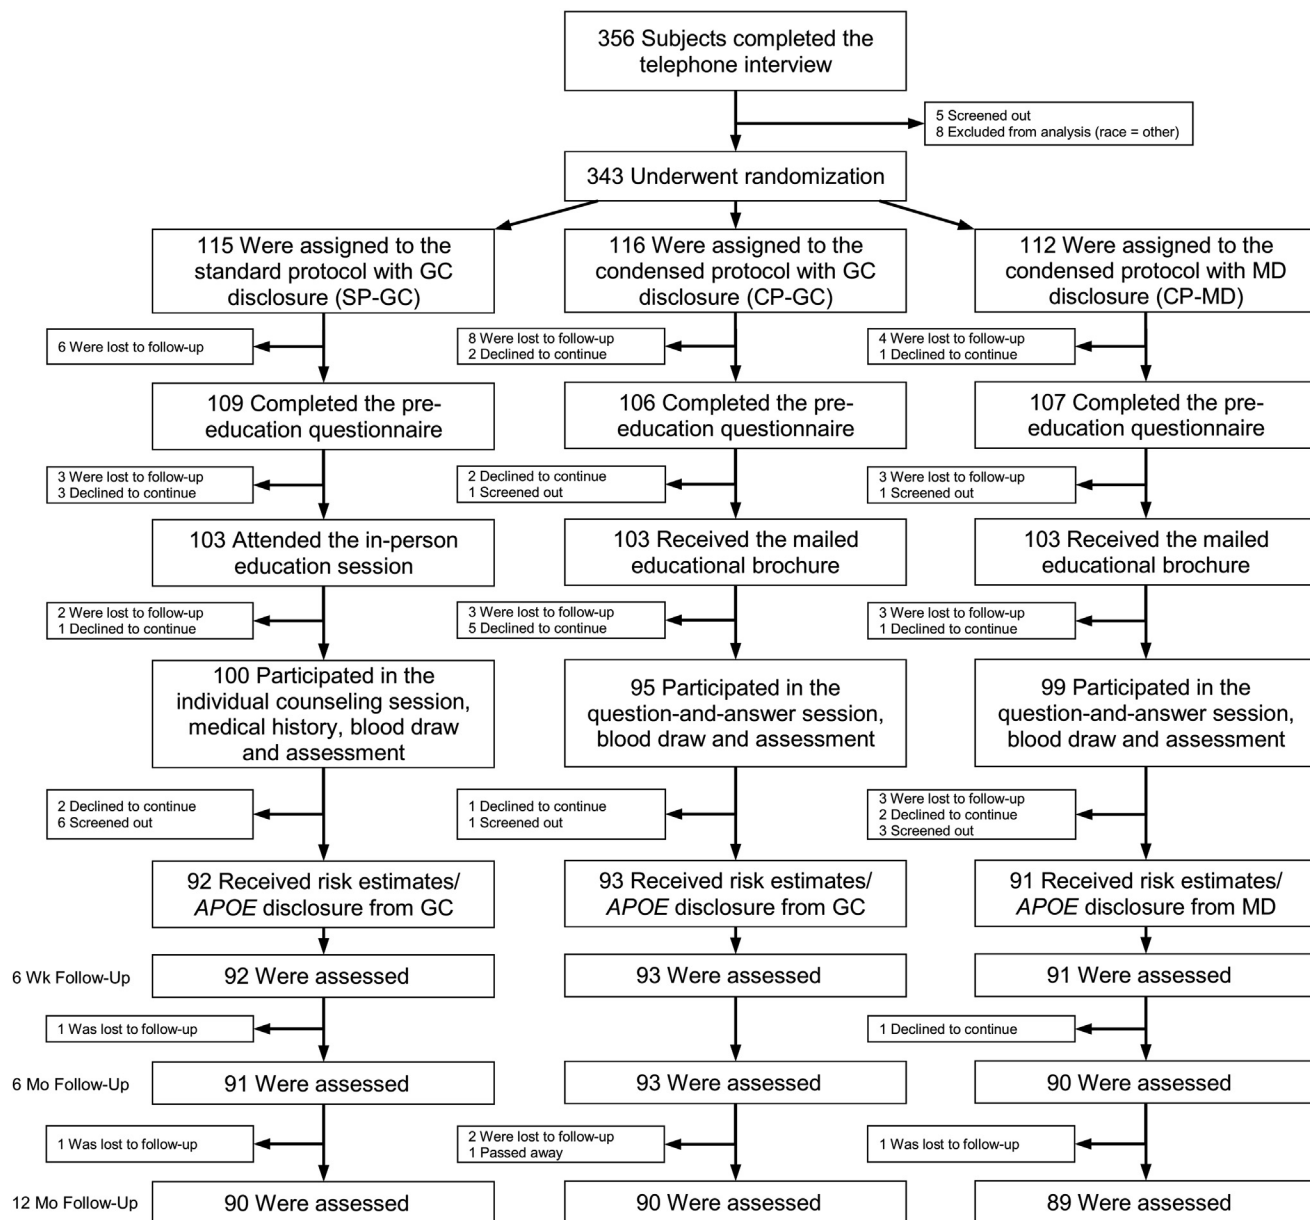 356 Subjects completed the
telephone interview
5 Screened out
8 Excluded from analysis (race = other)
343 Underwent randomization
115 Were assigned to the
standard protocol with GC
disclosure (SP-GC)
116 Were assigned to the
condensed protocol with GC
disclosure (CP-GC)
112 Were assigned to the
condensed protocol with MD
disclosure (CP-MD)
6 Were lost to follow-up
8 Were lost to follow-up
2 Declined to continue
4 Were lost to follow-up
1 Declined to continue
109 Completed the pre-
education questionnaire
106 Completed the pre-
education questionnaire
107 Completed the pre-
education questionnaire
3 Were lost to follow-up
3 Declined to continue
2 Declined to continue
1 Screened out
3 Were lost to follow-up
1 Screened out
103 Attended the in-person
education session
103 Received the mailed
educational brochure
103 Received the mailed
educational brochure
2 Were lost to follow-up
1 Declined to continue
3 Were lost to follow-up
5 Declined to continue
3 Were lost to follow-up
1 Declined to continue
100 Participated in the
individual counseling session,
medical history, blood draw
and assessment
95 Participated in the
question-and-answer session,
blood draw and assessment
99 Participated in the
question-and-answer session,
blood draw and assessment
2 Declined to continue
6 Screened out
1 Declined to continue
1 Screened out
3 Were lost to follow-up
2 Declined to continue
3 Screened out
92 Received risk estimates/
APOE disclosure from GC
93 Received risk estimates/
APOE disclosure from GC
91 Received risk estimates/
APOE disclosure from MD
6 Wk Follow-Up
92 Were assessed
93 Were assessed
91 Were assessed
1 Was lost to follow-up
1 Declined to continue
6 Mo Follow-Up
91 Were assessed
93 Were assessed
90 Were assessed
1 Was lost to follow-up
2 Were lost to follow-up
1 Passed away
1 Was lost to follow-up
12 Mo Follow-Up
90 Were assessed
90 Were assessed
89 Were assessed